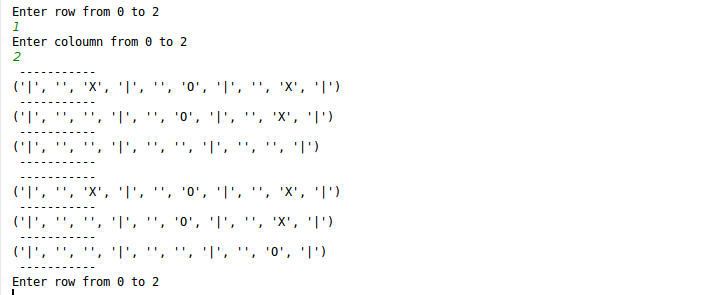 Enter row from 0 to 2
1
Enter coloumn from 0 to 2
2
 -----------
('|', '', 'X', '|', '', 'O', '|', '', 'X', '|')
 -----------
('|', '', '', '|', '', 'O', '|', '', 'X', '|')
 -----------
('|', '', '', '|', '', '', '|', '', '', '|')
 -----------
 -----------
('|', '', 'X', '|', '', 'O', '|', '', 'X', '|')
 -----------
('|', '', '', '|', '', 'O', '|', '', 'X', '|')
 -----------
('|', '', '', '|', '', '', '|', '', 'O', '|')
 -----------
Enter row from 0 to 2